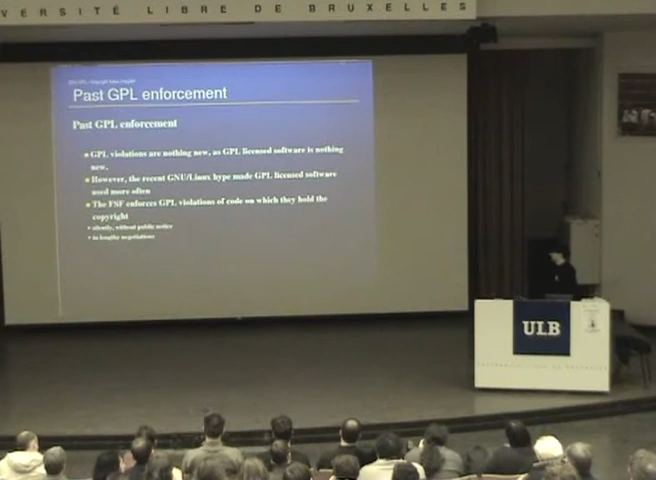 VERSITÉ LIBRE DE BRUXELLES
Past GPL enforcement
Past GPL enforcement
GPL violations are nothing new, as GPL licensed software is nothing
new.
However, the recent GNU/Linux hype made GPL licensed software
used more often
The FSF enforces GPL violations of code on which they hold the
copyright
silently, without public notice
in lengthy negotiations
ULB